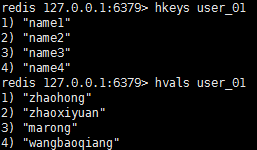 redis 127.0.0.1:6379> hkeys user_01
1) "name1"
2) "name2"
3) "name3"
4) "name4"
redis 127.0.0.1:6379> hvals user_01
1) "zhaohong"
2) "zhaoxiyuan"
3) "marong"
4) "wangbaoqiang"